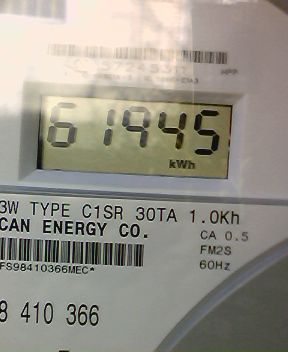 61945
kWh
3W TYPE C1SR 30TA 1.0Kh
CAN ENERGY CO.
CA 0.5
FM2S
60Hz
FS98410366MEC*
8 410 366